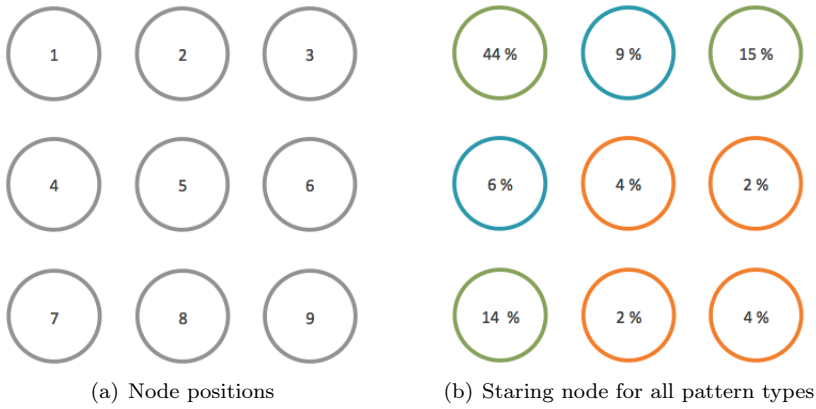 1 2 3 44 % 9 % 15 %
4 5 6 6 % 4 % 2 %
7 8 9 14 % 2 % 4 %
(a) Node positions (b) Staring node for all pattern types